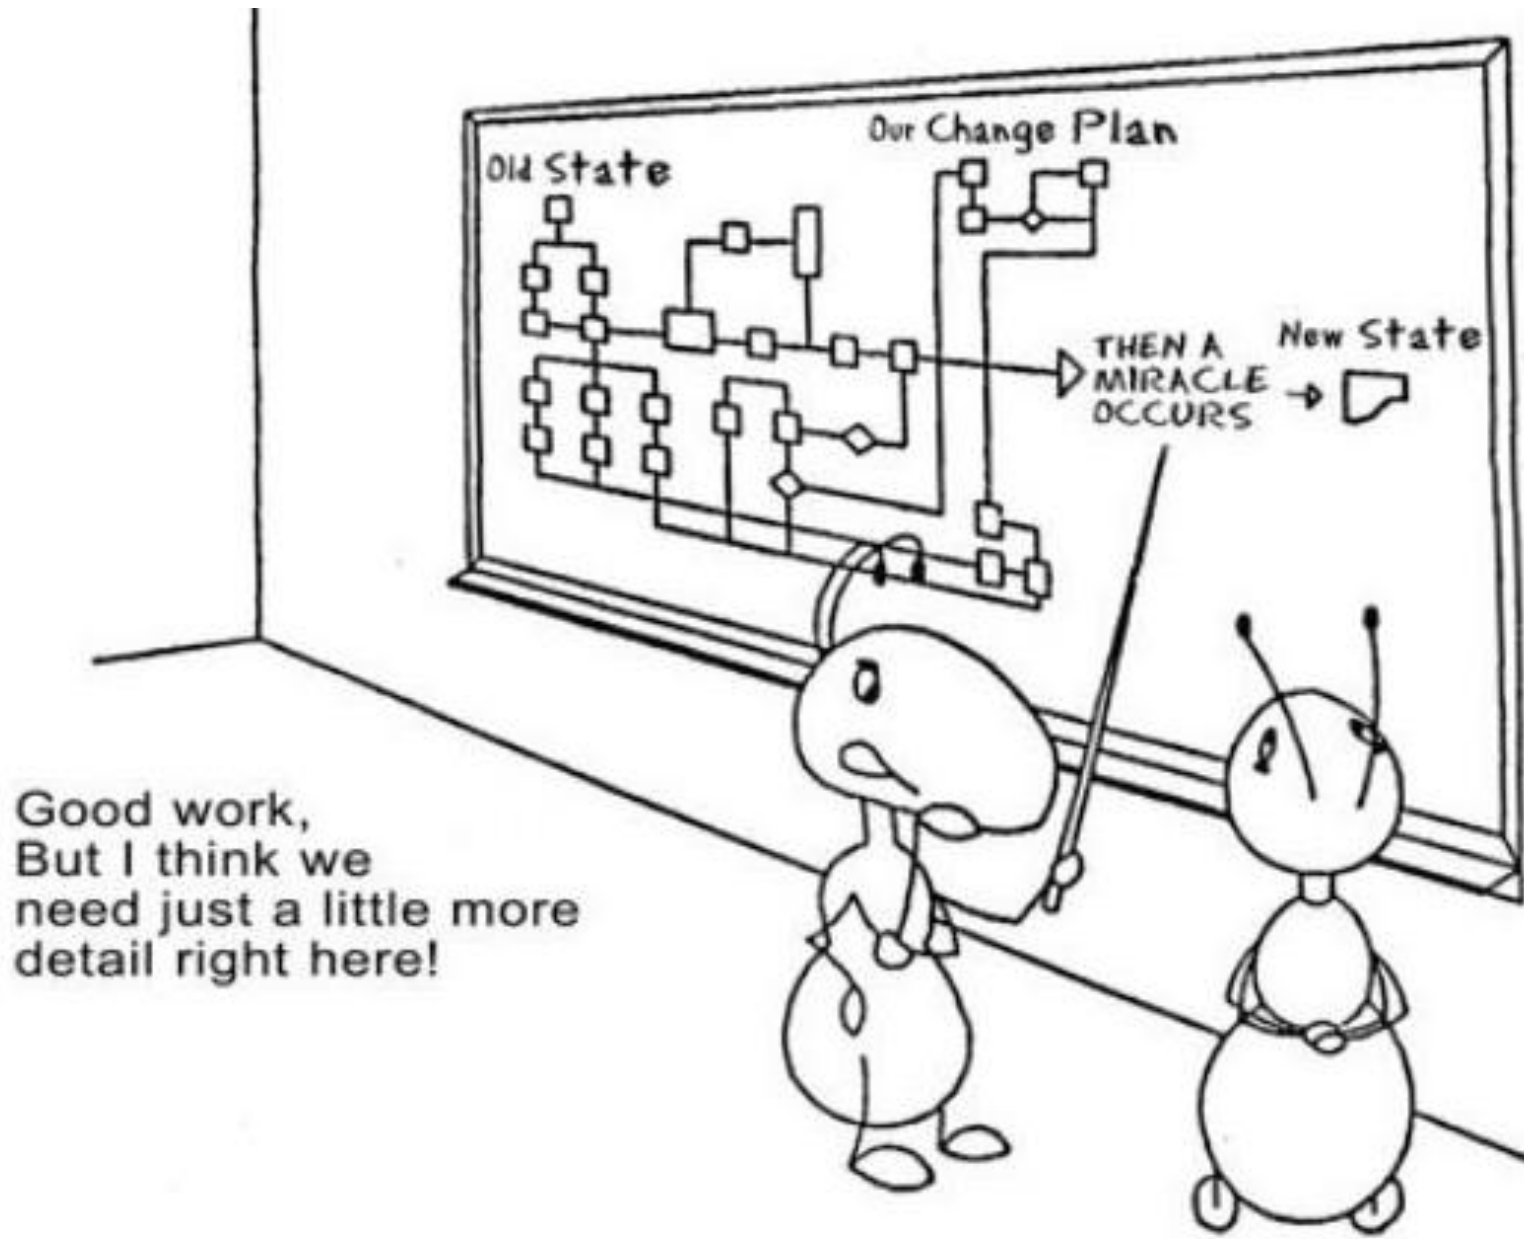 Our Change Plan
Old State
New State
THEN A
MIRACLE
OCCURS
Good work,
But I think we
need just a little more
detail right here!